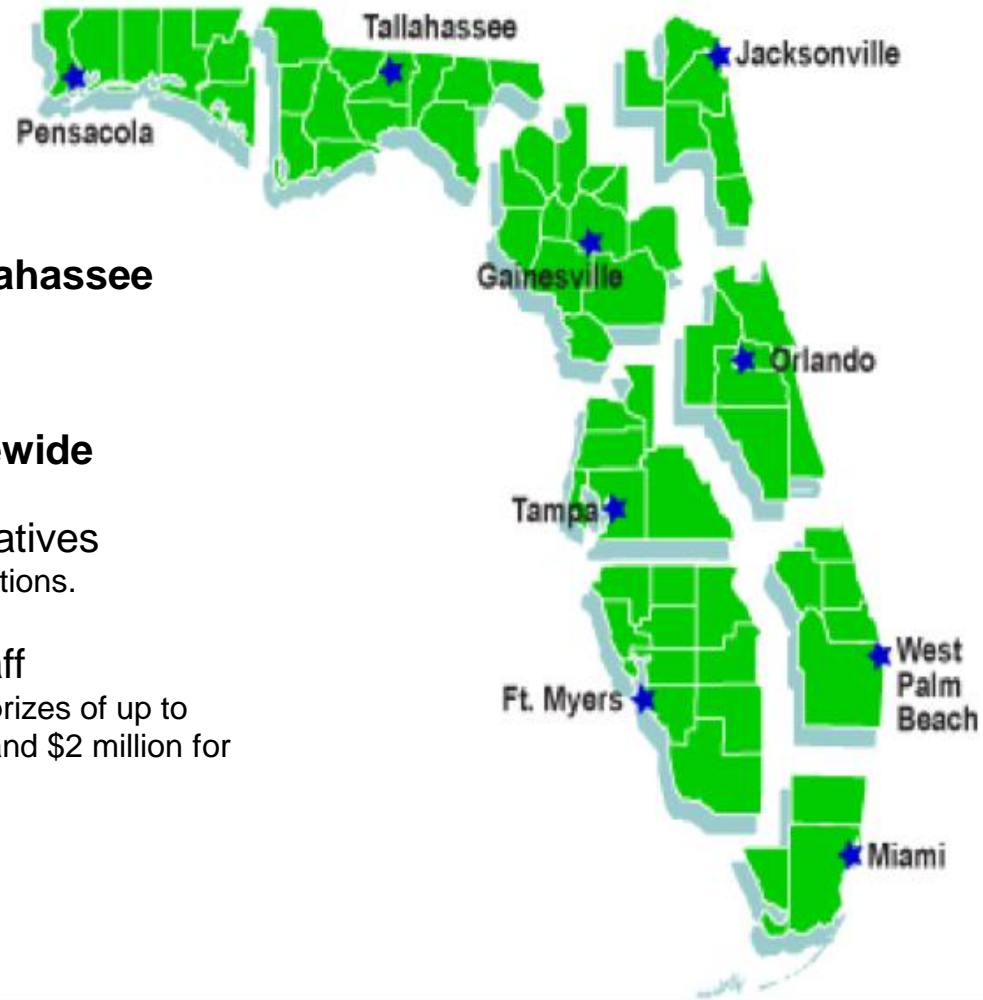 Tallahassee
Jacksonville
Pensacola
ahassee
Gainesville
Orlando
wide
Tampa
atives
tions.
West
Palm
Beach
aff
Ft. Myers
prizes of up to
and $2 million for
Miami